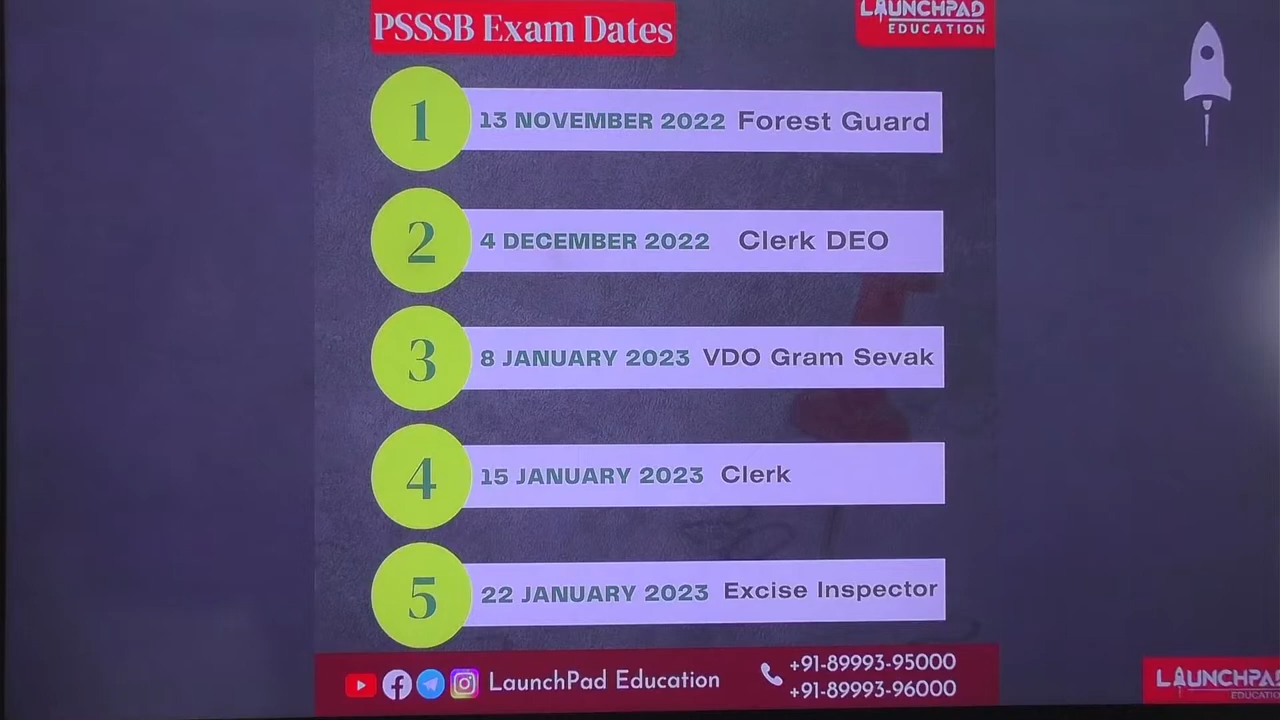 PSSSB Exam Dates
LAUNCHPAD
EDUCATION
1
13 NOVEMBER 2022 Forest Guard
2
4 DECEMBER 2022 Clerk DEO
3
8 JANUARY 2023 VDO Gram Sevak
4
15 JANUARY 2023 Clerk
5
22 JANUARY 2023 Excise Inspector
LaunchPad Education
+91-89993-95000
+91-89993-96000